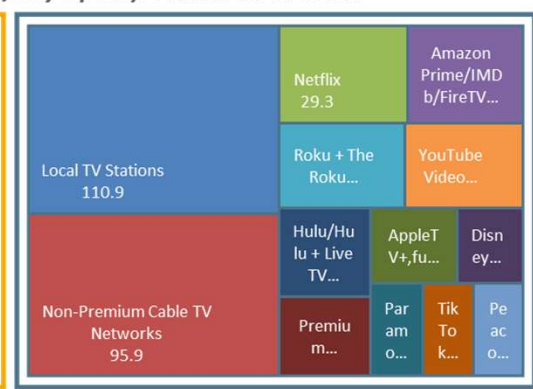 Local TV Stations
110.9
Non-Premium Cable TV
Networks
95.9
Netflix
29.3
Amazon
Prime/IMD
b/FireTV...
Roku + The
Roku...
YouTube
Video...
Hulu/Hu
lu + Live
TV...
AppleT
V+,fu...
Disn
ey...
Premiu
m...
Par
am
o...
Tik
To
k...
Pe
ac
o...